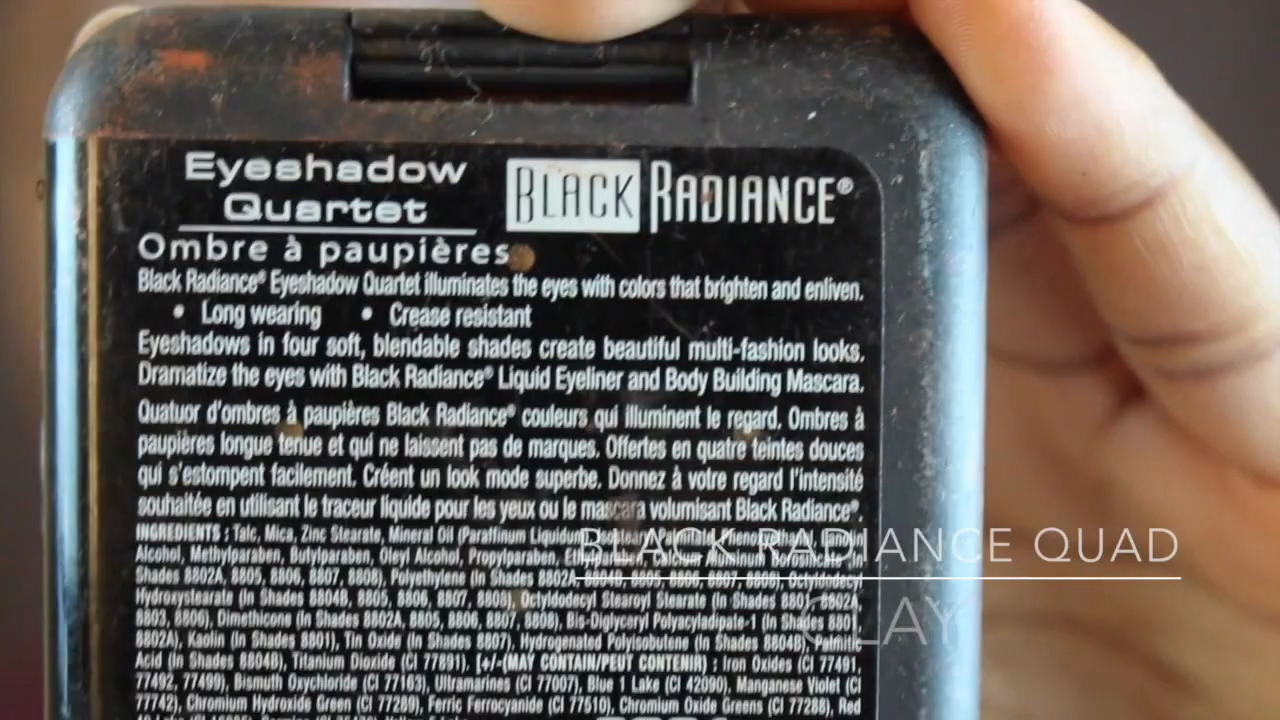 Eyeshadow
Quartet
BLACK RADIANCE®
Ombre à paupières
Black Radiance® Eyeshadow Quartet illuminates the eyes with colors that brighten and enliven.
• Long wearing • Crease resistant
Eyeshadows in four soft, blendable shades create beautiful multi-fashion looks.
Dramatize the eyes with Black Radiance® Liquid Eyeliner and Body Building Mascara.
Quatuor d'ombres à paupières Black Radiance® couleurs qui illuminent le regard. Ombres à
paupières longue tenue et qui ne laissent pas de marques. Offertes en quatre teintes douces
qui s'estompent facilement. Créent un look mode superbe. Donnez à votre regard l'intensité
souhaitée en utilisant le traceur liquide pour les yeux ou le mascara volumisant Black Radiance®.
INGREDIENTS : Talc, Mica, Zinc Stearate, Mineral Oil (Paraffinum Liquidum
Alcohol, Methylparaben, Butylparaben, Oleyl Alcohol, Propylparaben, Calcium Aluminum Borosilicate (In
Shades 8802A, 8805, 8806, 8807, 8808), Polyethylene (In Shades 8802A, 8804B, 8805, 8806, 8807, 8808), Octyldodecyl
Hydroxystearate (In Shades 8804B, 8805, 8806, 8807, 8808), Octyldodecyl Stearoyl Stearate (In Shades 8801, 8802A,
8803, 8806), Dimethicone (In Shades 8802A, 8805, 8806, 8807, 8808), Bis-Diglyceryl Polyacyladipate-1 (In Shades 8801,
8802A), Kaolin (In Shades 8801), Tin Oxide (In Shades 8807), Hydrogenated Polyisobutene (In Shades 8804B), Palmitic
Acid (In Shades 8804B), Titanium Dioxide (CI 77891). [+/-(MAY CONTAIN/PEUT CONTENIR) : Iron Oxides (CI 77491,
77492, 77499), Bismuth Oxychloride (CI 77163), Ultramarines (CI 77007), Blue 1 Lake (CI 42090), Manganese Violet (CI
77742), Chromium Hydroxide Green (CI 77289), Ferric Ferrocyanide (CI 77510), Chromium Oxide Greens (CI 77288), Red
BLACK RADIANCE QUAD
CLAY